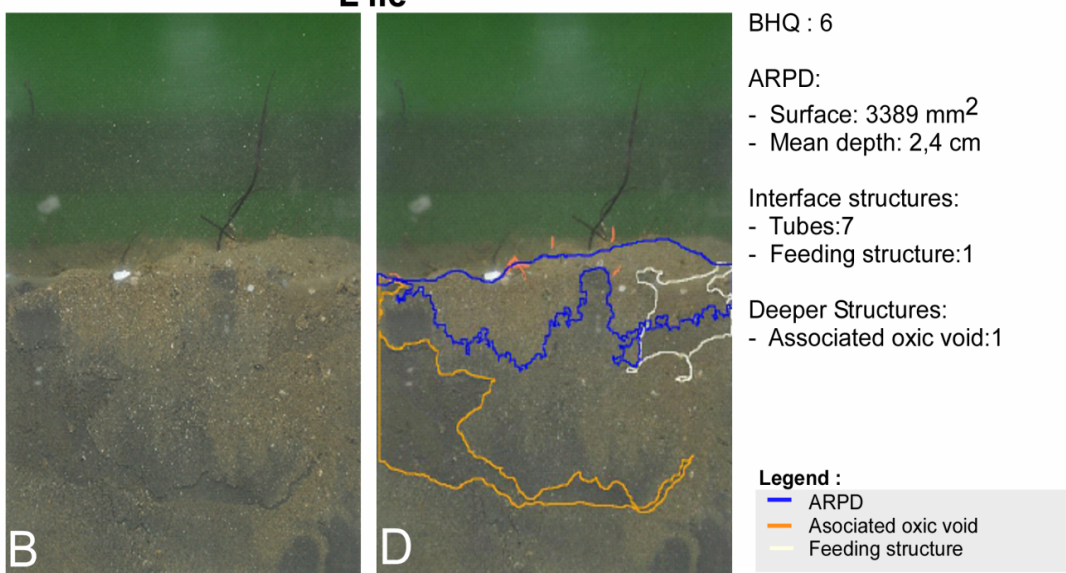 BHQ : 6
ARPD:
- Surface: 3389 mm2
- Mean depth: 2,4 cm
Interface structures:
- Tubes:7
- Feeding structure:1
Deeper Structures:
- Associated oxic void:1
Legend :
ARPD
Asociated oxic void
Feeding structure
B
D